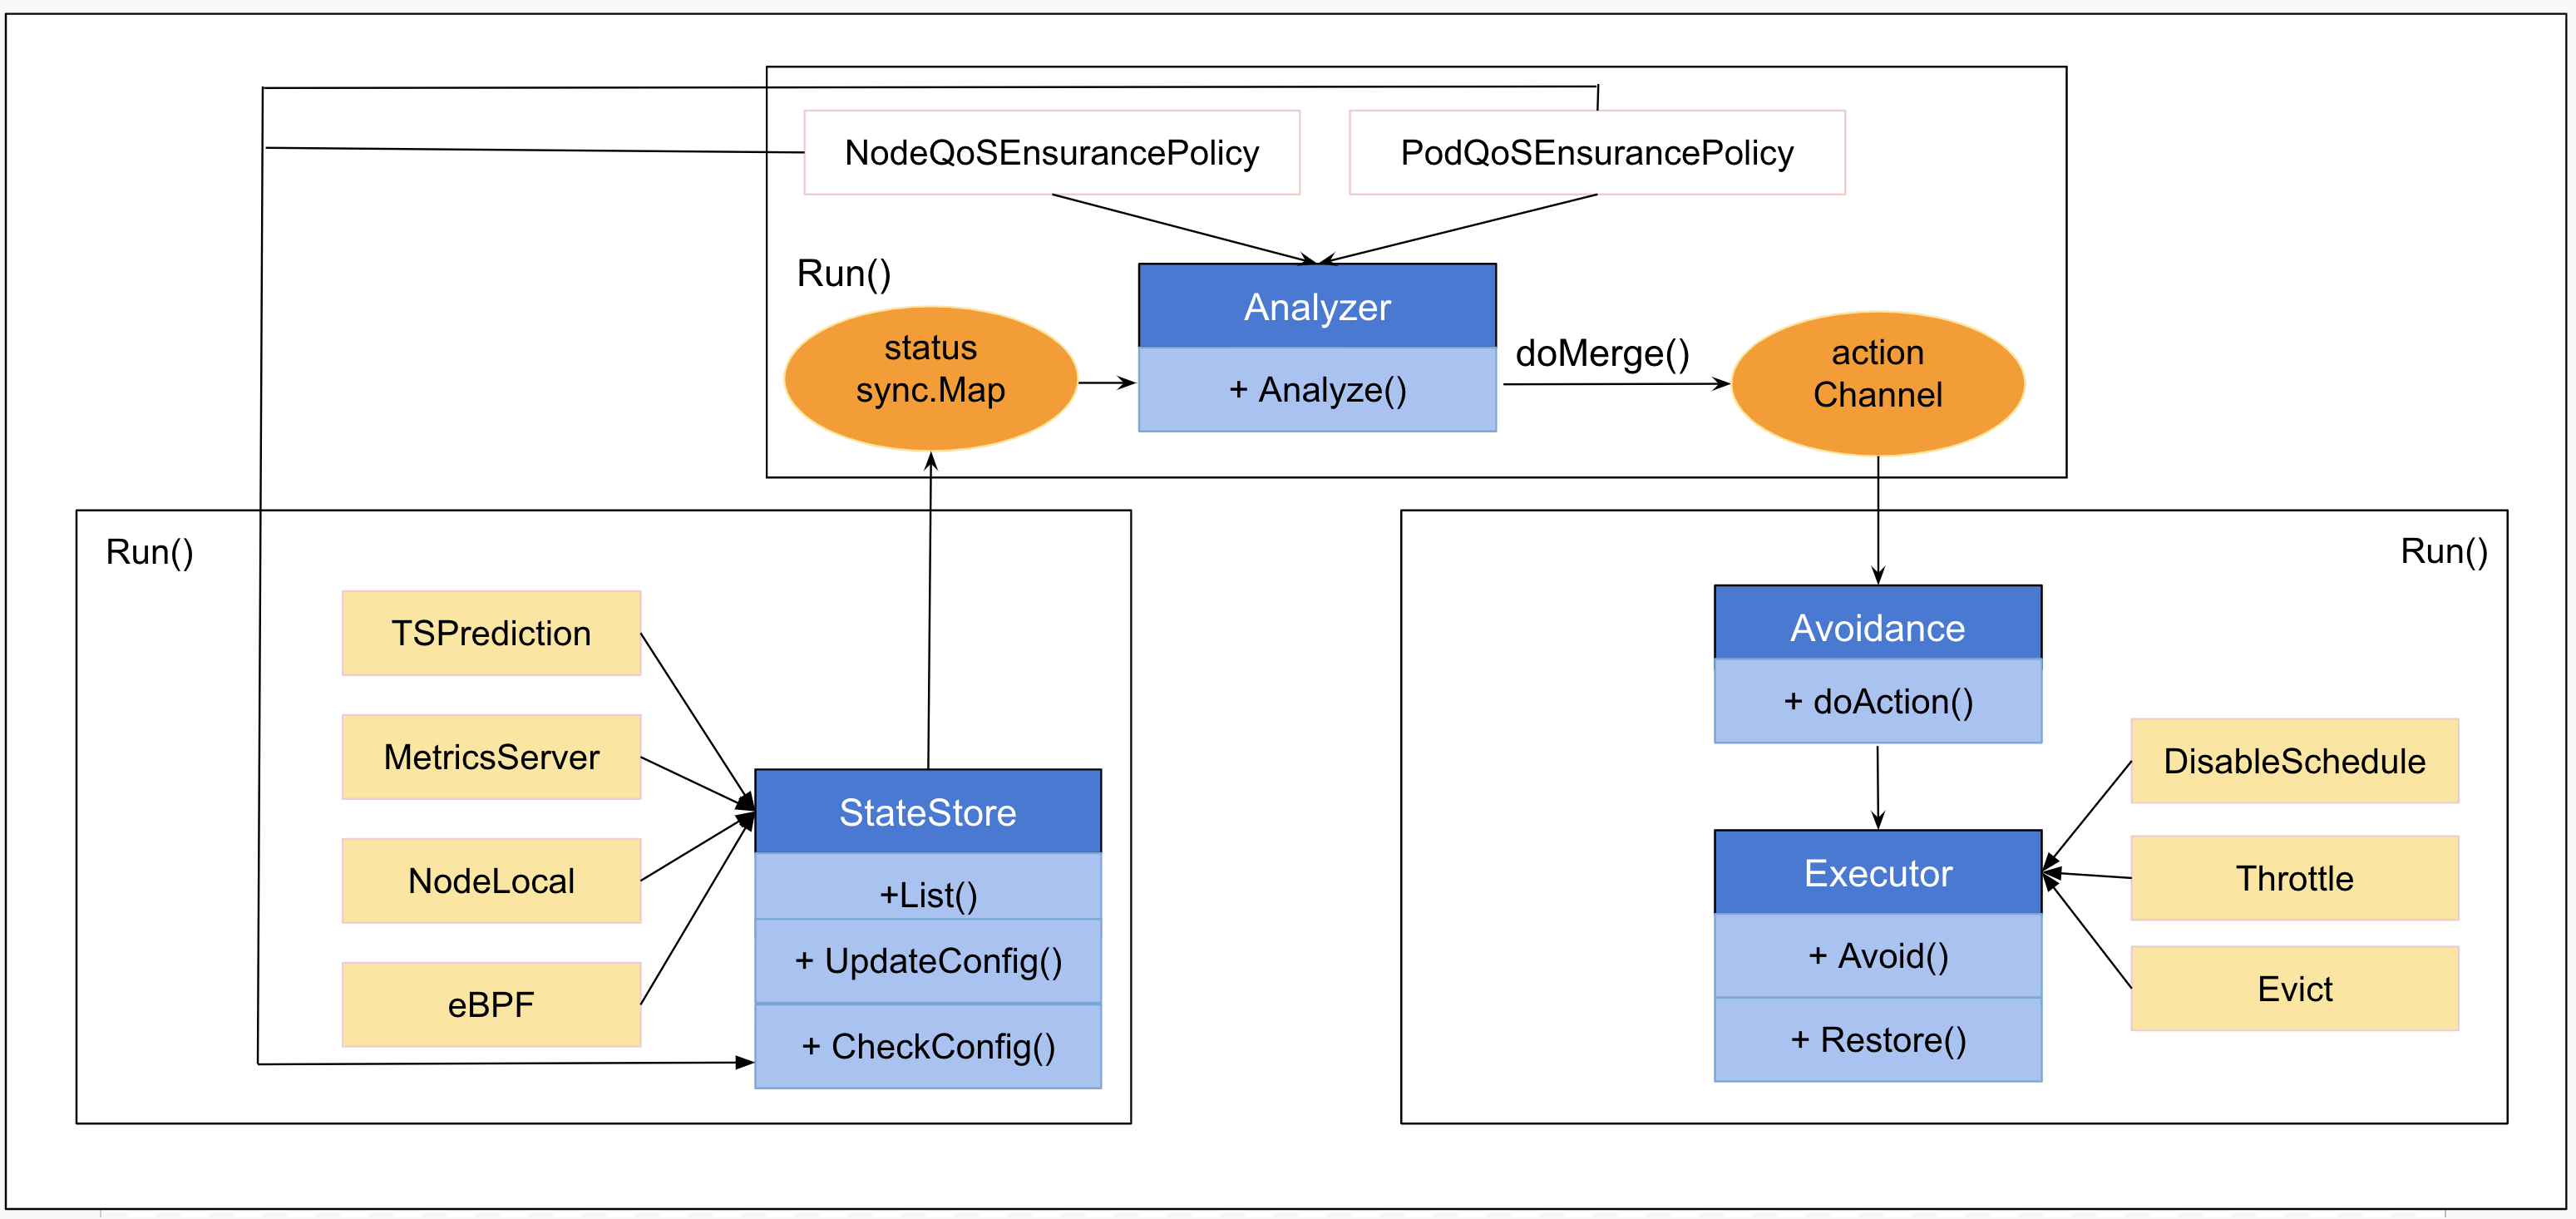 NodeQoSEnsurancePolicy
PodQoSEnsurancePolicy
Run()
status
sync.Map
Analyzer
+ Analyze()
doMerge()
action
Channel
Run()
TSPrediction
MetricsServer
NodeLocal
eBPF
StateStore
+List()
+ UpdateConfig()
+ CheckConfig()
Run()
Avoidance
+ doAction()
Executor
+ Avoid()
+ Restore()
DisableSchedule
Throttle
Evict